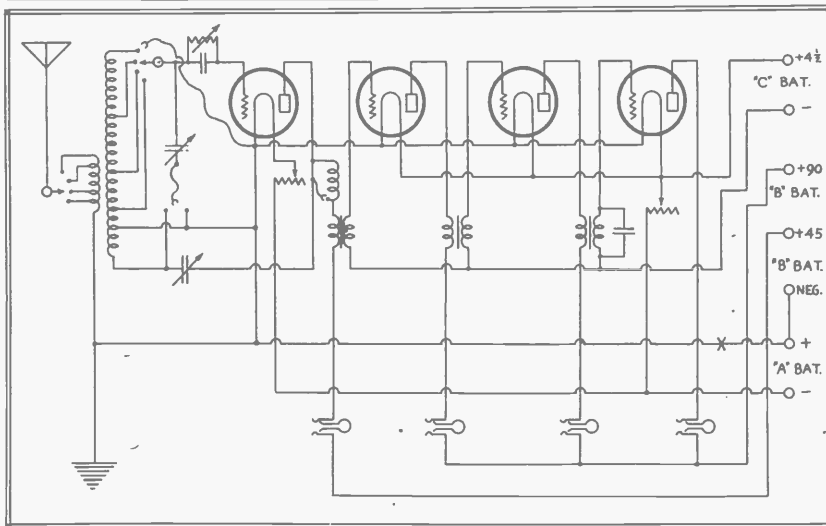 +4½
"C" BAT.
−
+90
"B" BAT.
+45
"B" BAT.
NEG.
+
"A" BAT.
−